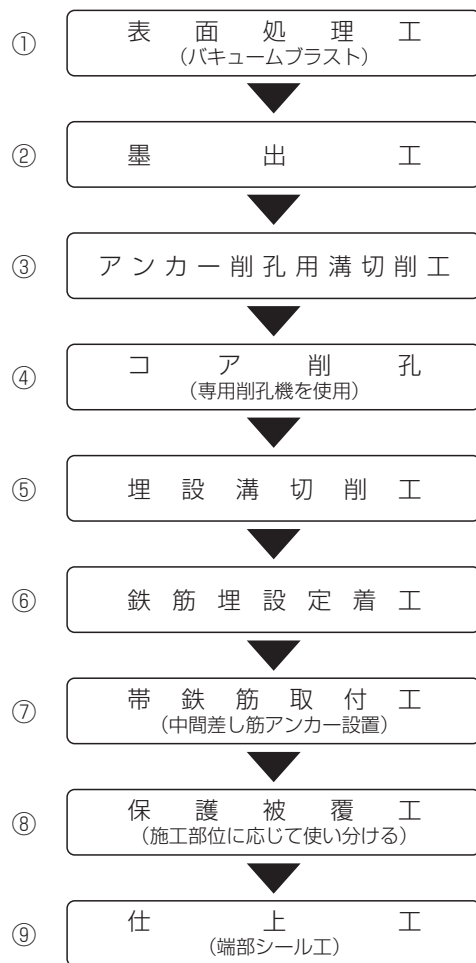 ① 表面処理工
(バキュームブラスト)
② 墨出工
③ アンカー削孔用溝切削工
④ コア削孔
(専用削孔機を使用)
⑤ 埋設溝切削工
⑥ 鉄筋埋設定着工
⑦ 帯鉄筋取付工
(中間差し筋アンカー設置)
⑧ 保護被覆工
(施工部位に応じて使い分ける)
⑨ 仕上工
(端部シール工)